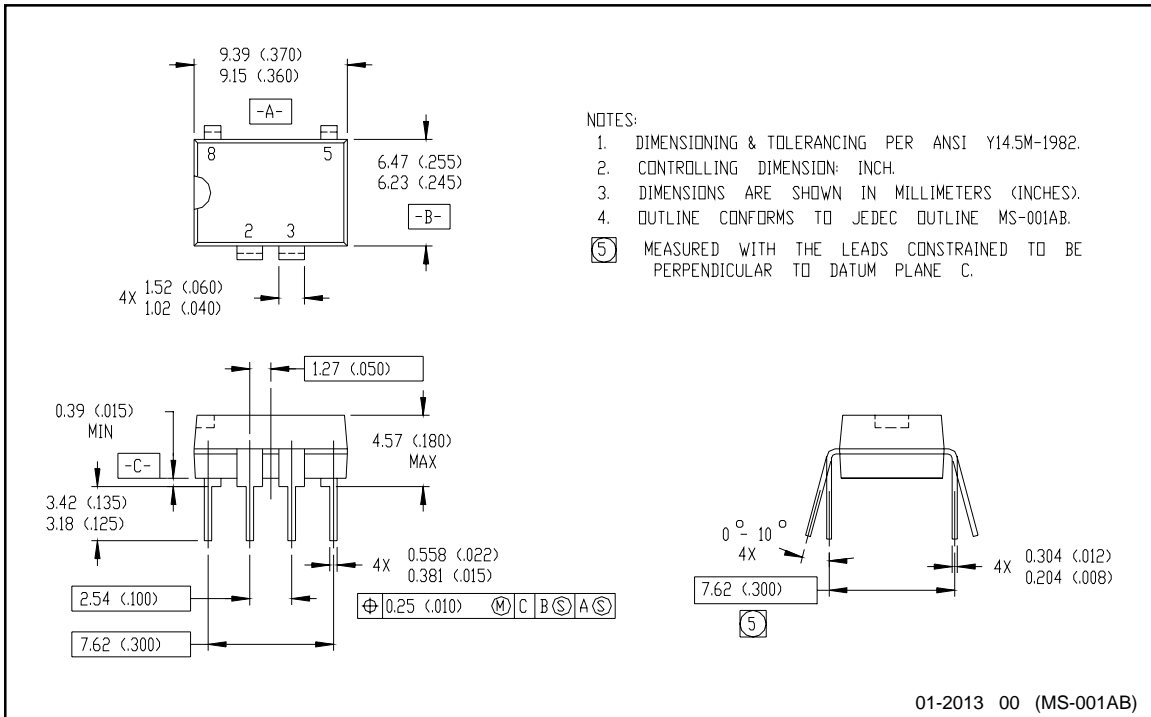 9.39 (.370)
9.15 (.360)
-A-
8 5
6.47 (.255)
6.23 (.245)
-B-
2 3
4X 1.52 (.060)
1.02 (.040)
NOTES:
1. DIMENSIONING & TOLERANCING PER ANSI Y14.5M-1982.
2. CONTROLLING DIMENSION: INCH.
3. DIMENSIONS ARE SHOWN IN MILLIMETERS (INCHES).
4. OUTLINE CONFORMS TO JEDEC OUTLINE MS-001AB.
5 MEASURED WITH THE LEADS CONSTRAINED TO BE
PERPENDICULAR TO DATUM PLANE C.
1.27 (.050)
0.39 (.015)
MIN
4.57 (.180)
MAX
-C-
3.42 (.135)
3.18 (.125)
4X 0.558 (.022)
0.381 (.015)
2.54 (.100)
⌖ 0.25 (.010) Ⓜ C B Ⓢ A Ⓢ
7.62 (.300)
0° - 10°
4X
7.62 (.300)
5
4X 0.304 (.012)
0.204 (.008)
01-2013 00 (MS-001AB)